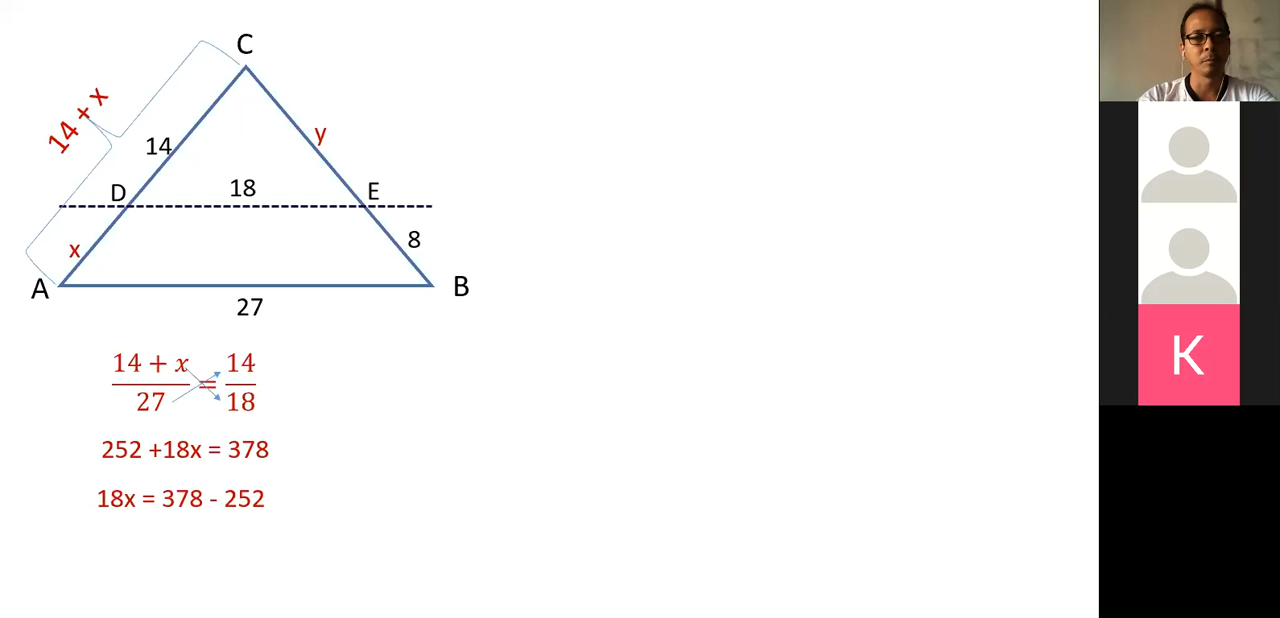 C
14 + x
14
y
D
18
E
x
8
A
B
27
14 + x / 27 = 14 / 18
252 +18x = 378
18x = 378 - 252
K